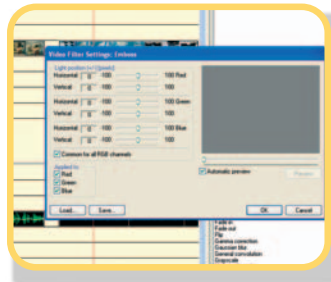 Video Filter Settings: Emboss
Light position (+/-) [pixels]
Horizontal 0 -100 100 Red
Vertical 0 -100 100
Horizontal 0 -100 100 Green
Vertical 0 -100 100
Horizontal 0 -100 100 Blue
Vertical 0 -100 100
Common for all RGB channels
Applied to
Red
Green
Blue
Automatic preview
Preview
Load... Save... OK Cancel
Fade in
Fade out
Flip
Gamma correction
Gaussian blur
General convolution
Grayscale